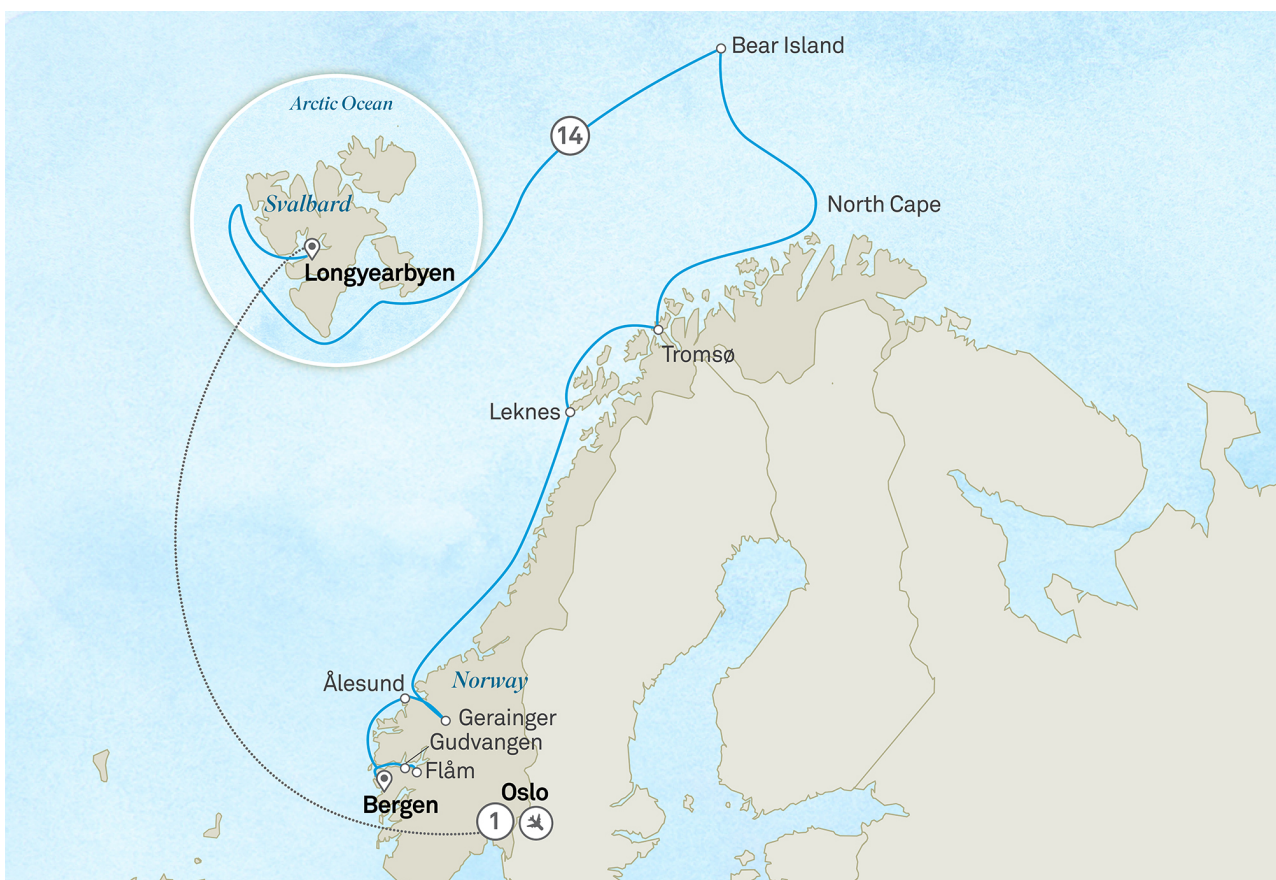 Bear Island
Arctic Ocean
14
Svalbard
North Cape
Longyearbyen
Tromsø
Leknes
Norway
Ålesund
Gerainger
Gudvangen
Flåm
Oslo
Bergen
1